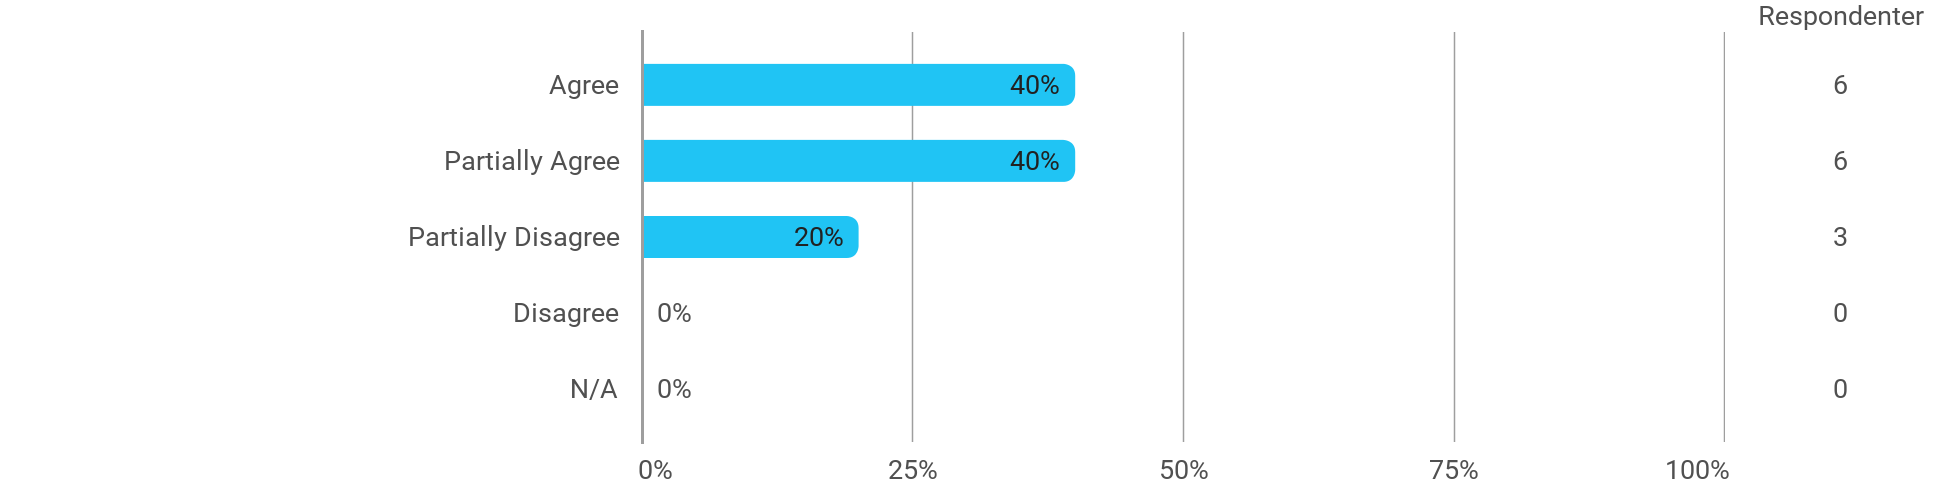 Respondenter
Agree 40% 6
Partially Agree 40% 6
Partially Disagree 20% 3
Disagree 0% 0
N/A 0% 0
0% 25% 50% 75% 100%